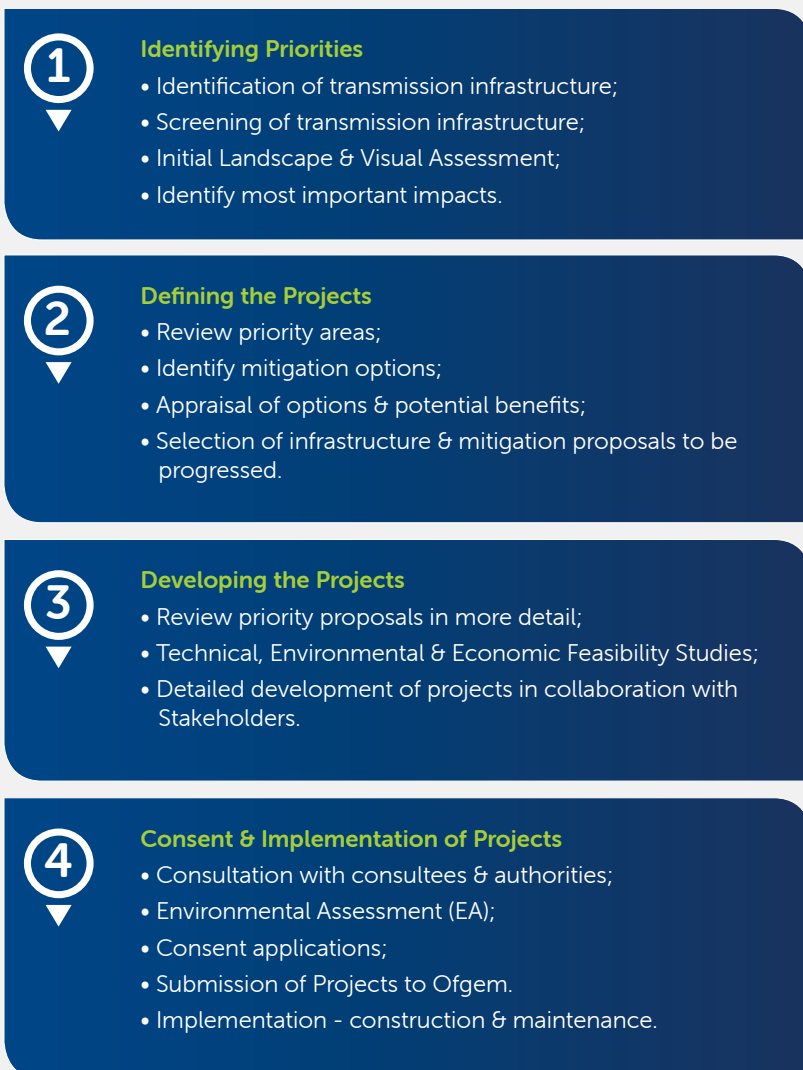 1
Identifying Priorities
• Identification of transmission infrastructure;
• Screening of transmission infrastructure;
• Initial Landscape & Visual Assessment;
• Identify most important impacts.
2
Defining the Projects
• Review priority areas;
• Identify mitigation options;
• Appraisal of options & potential benefits;
• Selection of infrastructure & mitigation proposals to be
progressed.
3
Developing the Projects
• Review priority proposals in more detail;
• Technical, Environmental & Economic Feasibility Studies;
• Detailed development of projects in collaboration with
Stakeholders.
4
Consent & Implementation of Projects
• Consultation with consultees & authorities;
• Environmental Assessment (EA);
• Consent applications;
• Submission of Projects to Ofgem.
• Implementation - construction & maintenance.